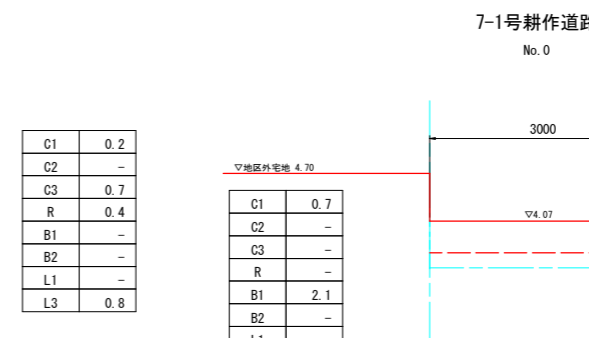 7-1号耕作道路
No.0
3000
▽地区外宅地 4.70
▽4.07
C1 0.2
C2 -
C3 0.7
R 0.4
B1 -
B2 -
L1 -
L3 0.8
C1 0.7
C2 -
C3 -
R -
B1 2.1
B2 -